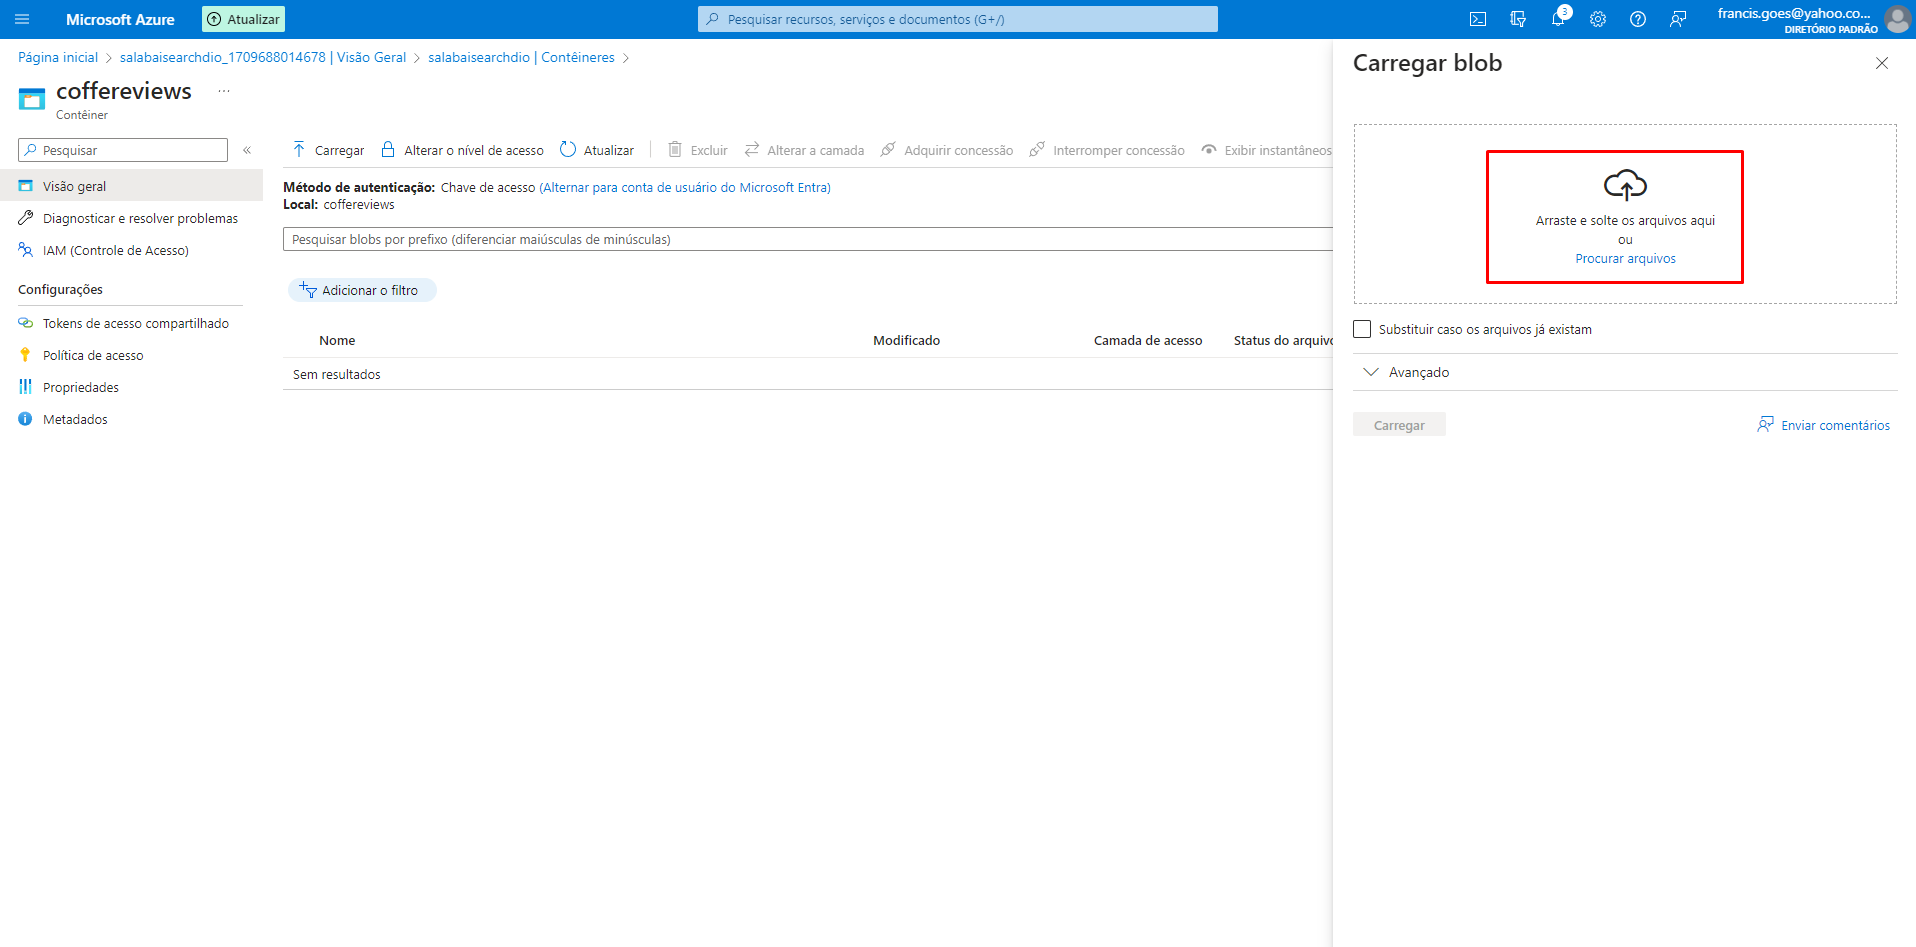 Microsoft Azure
Atualizar
Pesquisar recursos, serviços e documentos (G+/)
3
francis.goes@yahoo.co...
DIRETÓRIO PADRÃO
Página inicial > salabaisearchdio_1709688014678 | Visão Geral > salabaisearchdio | Contêineres >
coffereviews ...
Contêiner
Pesquisar
«
Visão geral
Diagnosticar e resolver problemas
IAM (Controle de Acesso)
Configurações
Tokens de acesso compartilhado
Política de acesso
Propriedades
Metadados
Carregar
Alterar o nível de acesso
Atualizar
Excluir
Alterar a camada
Adquirir concessão
Interromper concessão
Exibir instantâneos
Método de autenticação: Chave de acesso (Alternar para conta de usuário do Microsoft Entra)
Local: coffereviews
Pesquisar blobs por prefixo (diferenciar maiúsculas de minúsculas)
Adicionar o filtro
Nome Modificado Camada de acesso Status do arquivo
Sem resultados
Carregar blob
Arraste e solte os arquivos aqui
ou
Procurar arquivos
Substituir caso os arquivos já existam
Avançado
Carregar
Enviar comentários